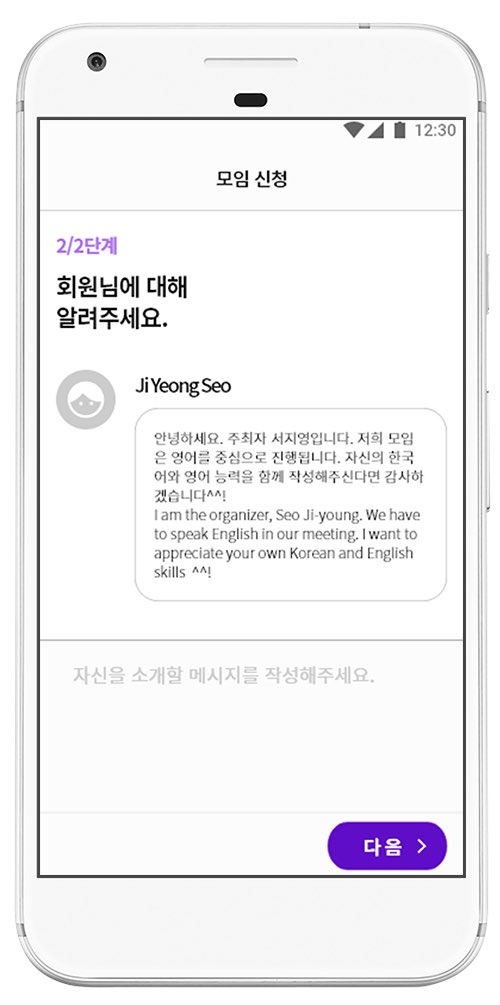 12:30
모임 신청
2/2단계
회원님에 대해
알려주세요.
Ji Yeong Seo
안녕하세요. 주최자 서지영입니다. 저희 모임
은 영어를 중심으로 진행됩니다. 자신의 한국
어와 영어 능력을 함께 작성해주신다면 감사하
겠습니다^^!
I am the organizer, Seo Ji-young. We have
to speak English in our meeting. I want to
appreciate your own Korean and English
skills ^^!
자신을 소개할 메시지를 작성해주세요.
다음 >